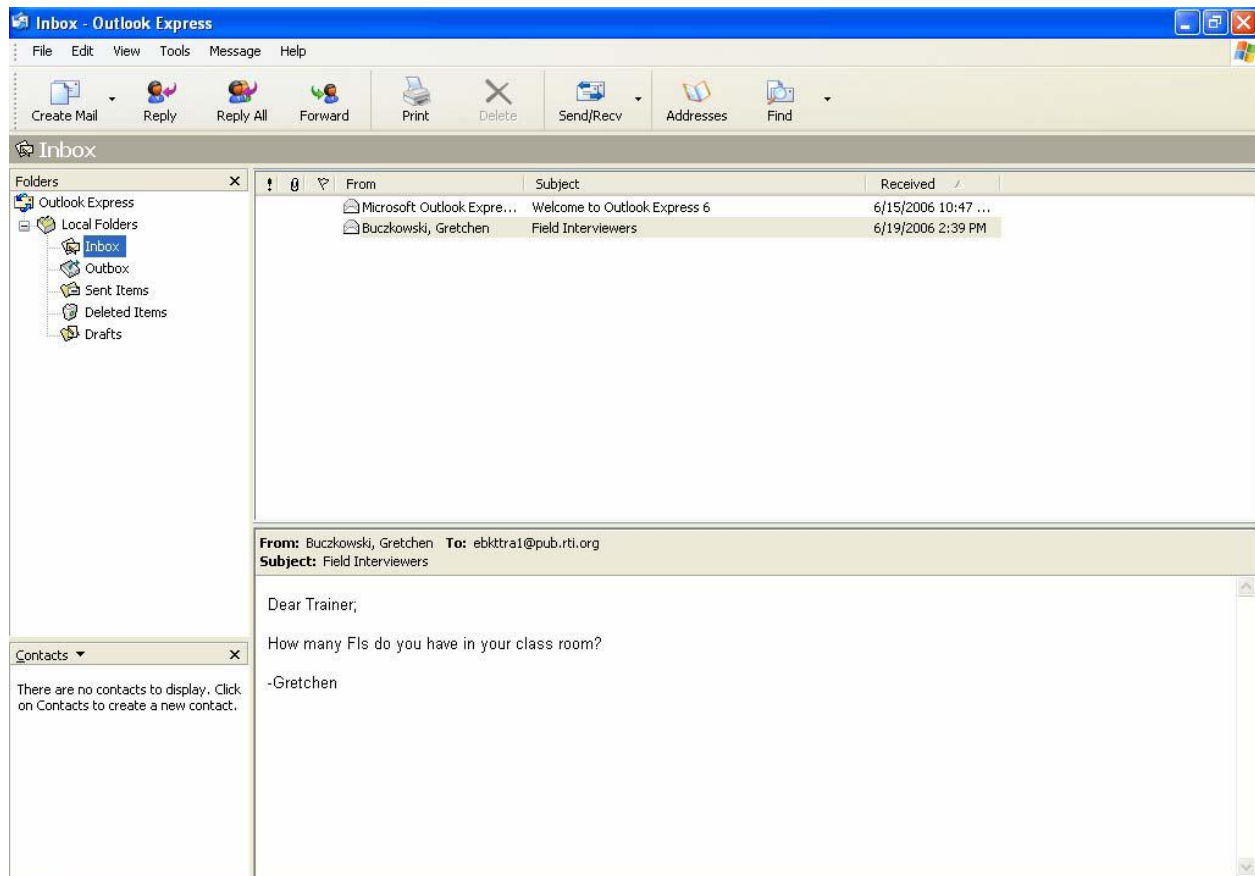 Inbox - Outlook Express
File Edit View Tools Message Help
Create Mail Reply Reply All Forward Print Delete Send/Recv Addresses Find
Inbox
Folders
Outlook Express
Local Folders
Inbox
Outbox
Sent Items
Deleted Items
Drafts
! From Subject Received
Microsoft Outlook Expre... Welcome to Outlook Express 6 6/15/2006 10:47 ...
Buczkowski, Gretchen Field Interviewers 6/19/2006 2:39 PM
From: Buczkowski, Gretchen To: ebkttra1@pub.rti.org
Subject: Field Interviewers
Dear Trainer;
How many FIs do you have in your class room?
-Gretchen
Contacts
There are no contacts to display. Click
on Contacts to create a new contact.